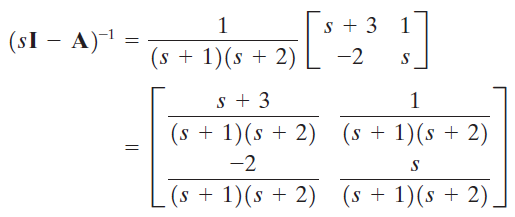 (sI − A)⁻¹ = 1 / (s + 1)(s + 2) [ s + 3 1 ; −2 s ]
= [ s + 3 / (s + 1)(s + 2) 1 / (s + 1)(s + 2) ; −2 / (s + 1)(s + 2) s / (s + 1)(s + 2) ]